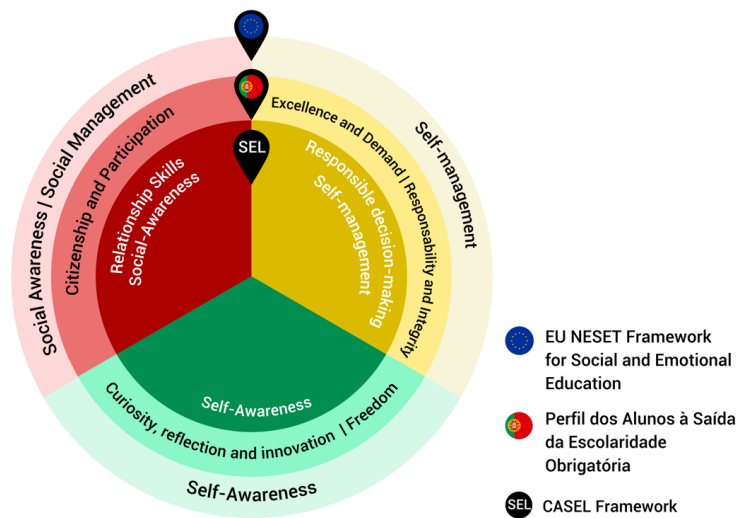 Social Awareness | Social Management
Self-management
Citizenship and Participation
Excellence and Demand | Responsability and Integrity
SEL
Relationship Skills
Social-Awareness
Responsible decision-making
Self-management
Self-Awareness
Curiosity, reflection and innovation | Freedom
Self-Awareness
EU NESET Framework
for Social and Emotional
Education
Perfil dos Alunos à Saída
da Escolaridade
Obrigatória
SEL
CASEL Framework